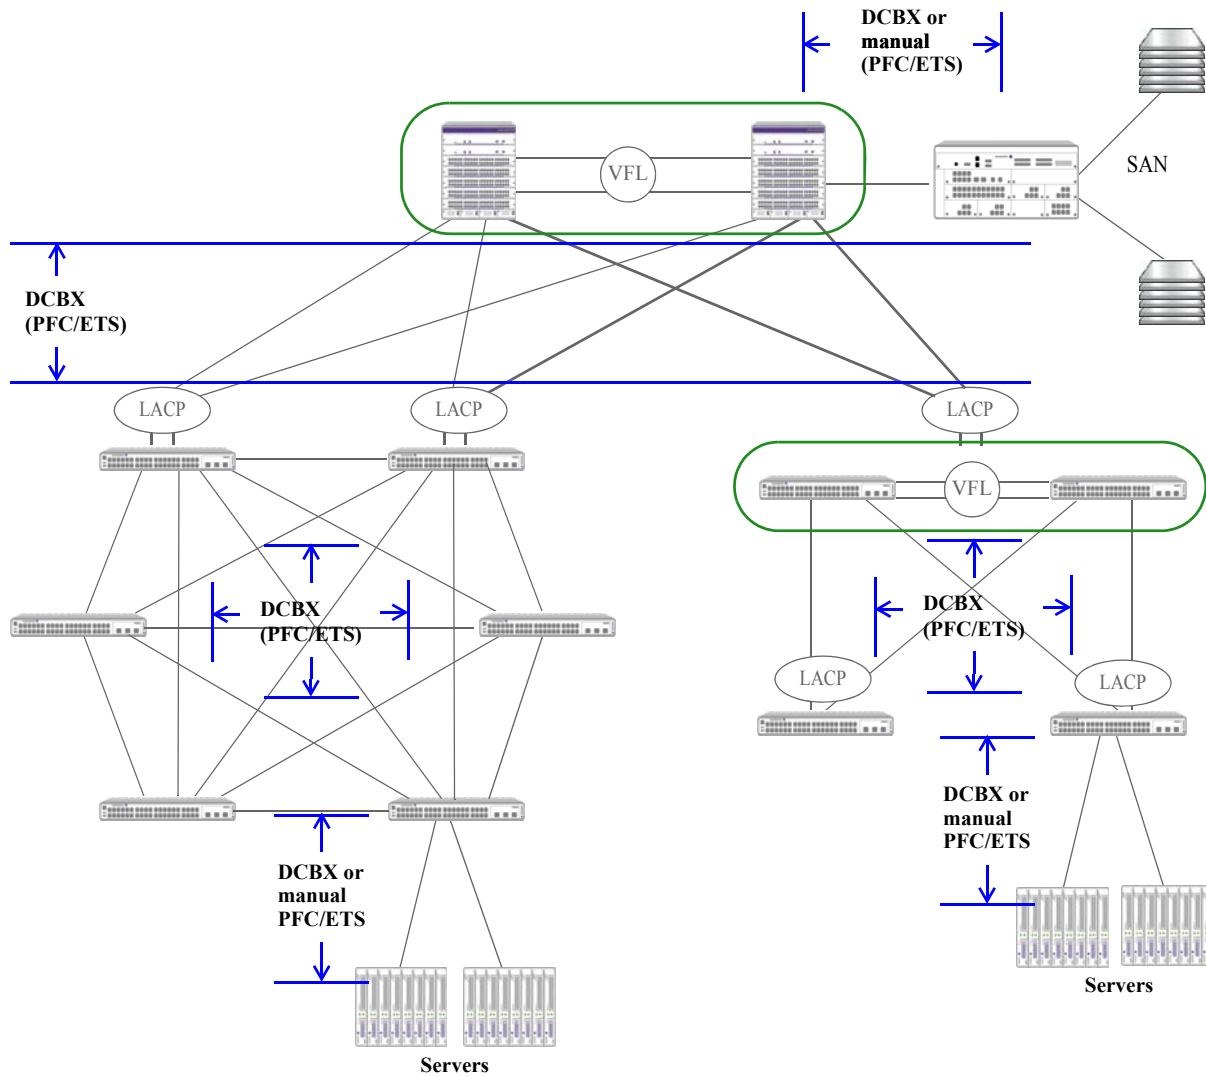 DCBX or
manual
(PFC/ETS)
VFL
SAN
DCBX
(PFC/ETS)
LACP
LACP
LACP
VFL
DCBX
(PFC/ETS)
DCBX
(PFC/ETS)
LACP
LACP
DCBX or
manual
PFC/ETS
DCBX or
manual
PFC/ETS
Servers
Servers